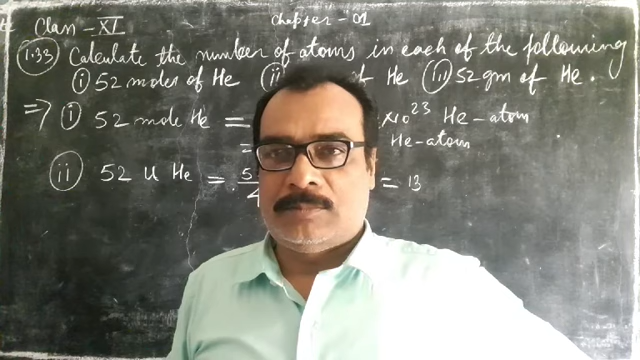 Class - XI chapter - 01
1.33 Calculate the number of atoms in each of the following
(i) 52 moles of He (ii) of He (iii) 52 gm of He.
⇒ (i) 52 mole He = ×10²³ He-atom
= He-atom
(ii) 52 u He = = 13